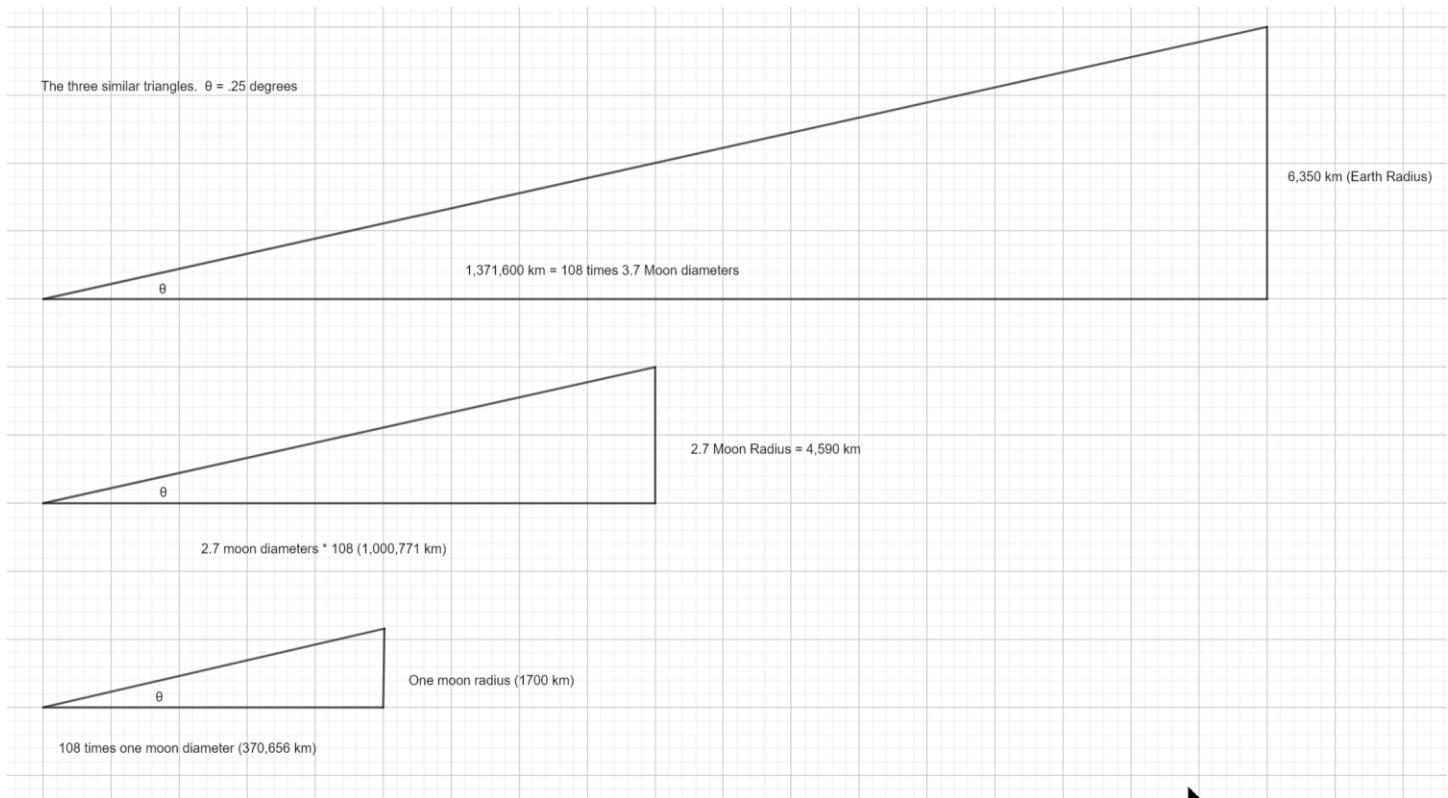 The three similar triangles. θ = .25 degrees
6,350 km (Earth Radius)
1,371,600 km = 108 times 3.7 Moon diameters
θ
2.7 Moon Radius = 4,590 km
θ
2.7 moon diameters * 108 (1,000,771 km)
One moon radius (1700 km)
θ
108 times one moon diameter (370,656 km)